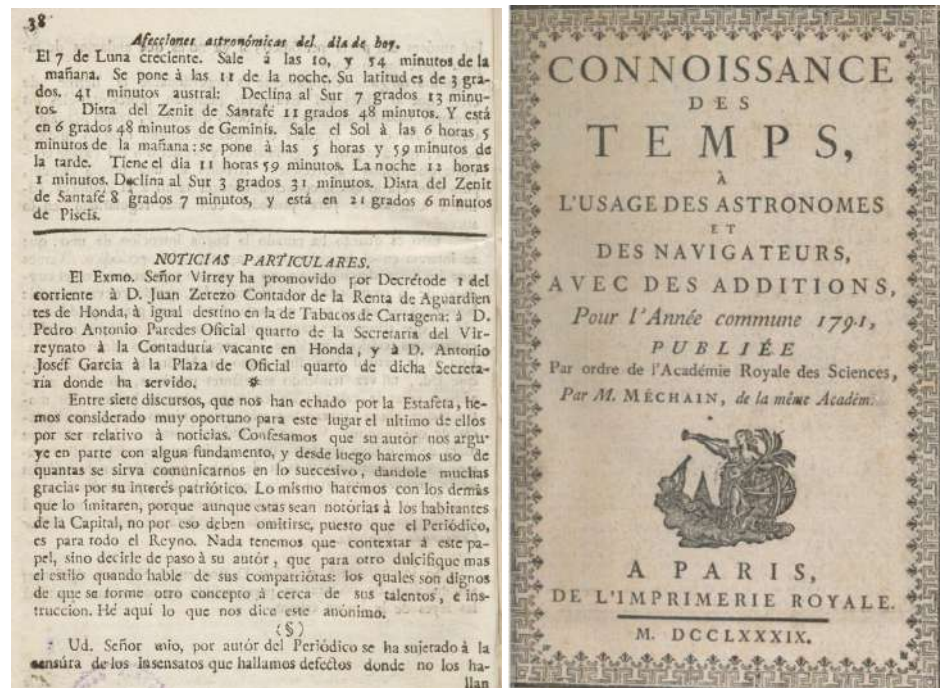 38
Afecciones astronómicas del dia de hoy.
El 7 de Luna creciente. Sale à las 10, y 54 minutos de la
mañana. Se pone à las 11 de la noche. Su latitud es de 3 gra-
dos. 41 minutos austral: Declina al Sur 7 grados 13 minu-
tos. Dista del Zenit de Santafé 11 grados 48 minutos. Y está
en 6 grados 48 minutos de Geminis. Sale el Sol à las 6 horas 5
minutos de la mañana: se pone à las 5 horas y 59 minutos de
la tarde. Tiene el dia 11 horas 59 minutos. La noche 12 horas
1 minutos. Declina al Sur 3 grados 31 minutos. Dista del Zenit
de Santafé 8 grados 7 minutos, y está en 21 grados 6 minutos
de Piscis.
NOTICIAS PARTICULARES.
El Exmo. Señor Virrey ha promovido por Decréto de 1 del
corriente à D. Juan Zerezo Contador de la Renta de Aguardien
tes de Honda, à igual destino en la de Tabacos de Cartagena: à D.
Pedro Antonio Paredes Oficial quarto de la Secretaría del Vir-
reynato à la Contaduría vacante en Honda, y à D. Antonio
Joséf Garcia à la Plaza de Oficial quarto de dicha Secreta-
ría donde ha servido. *
Entre siete discursos, que nos han echado por la Estafeta, he-
mos considerado muy oportuno para este lugar el ultimo de ellos
por ser relativo à noticias. Confesamos que su autór nos argu-
ye en parte con algun fundamento, y desde luego haremos uso de
quantas se sirva comunicarnos en lo succesivo, dandole muchas
gracias por su interés patriótico. Lo mismo harémos con los demás
que lo imitaren, porque aunque estas sean notórias à los habitantes
de la Capital, no por eso deben omitirse, puesto que el Periódico,
es para todo el Reyno. Nada tenemos que contextar à este pa-
pel, sino decirle de paso à su autór, que para otro dulcifique mas
el estilo quando hable de sus compatriótas: los quales son dignos
de que se forme otro concepto à cerca de sus talentos, é ins-
truccion. Hé aquí lo que nos dice este anónimo.
(§)
Ud. Señor mio, por autór del Periódico se ha sujetado à la
censúra de los insensatos que hallamos deféctos donde no los ha-
llan
CONNOISSANCE
DES
TEMPS,
À
L'USAGE DES ASTRONOMES
ET
DES NAVIGATEURS,
AVEC DES ADDITIONS,
Pour l'Année commune 1791,
PUBLIÉE
Par ordre de l'Académie Royale des Sciences,
Par M. MÉCHAIN, de la même Académ.
A PARIS,
DE L'IMPRIMERIE ROYALE.
M. DCCLXXXIX.